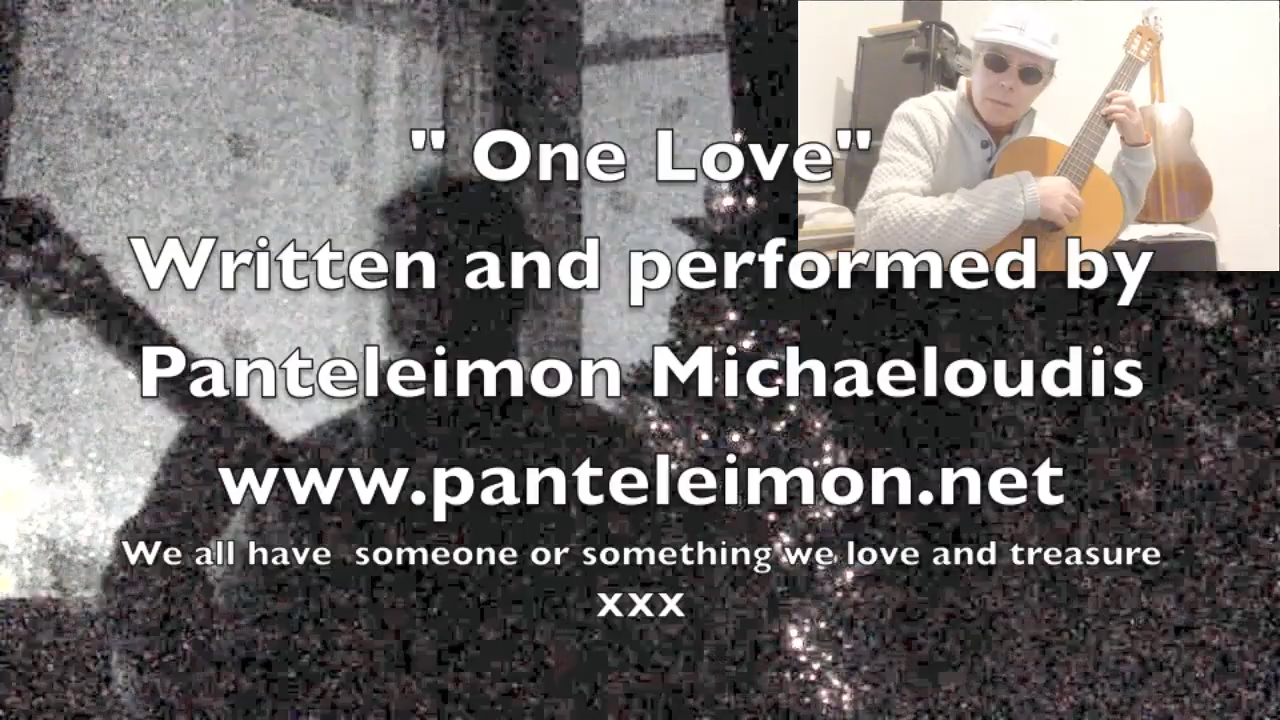 " One Love"
Written and performed by
Panteleimon Michaeloudis
www.panteleimon.net
We all have  someone or something we love and treasure
xxx